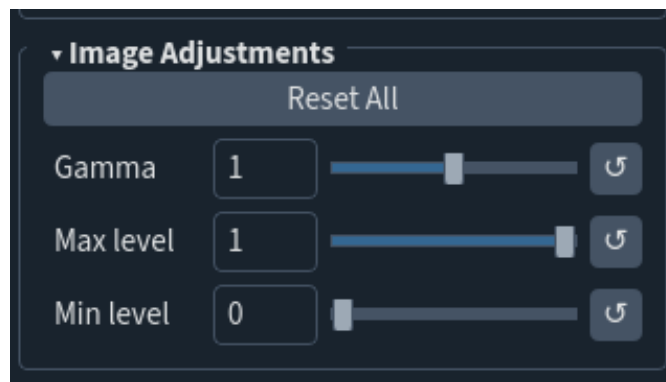 ▾ Image Adjustments
Reset All
Gamma 1 ↺
Max level 1 ↺
Min level 0 ↺